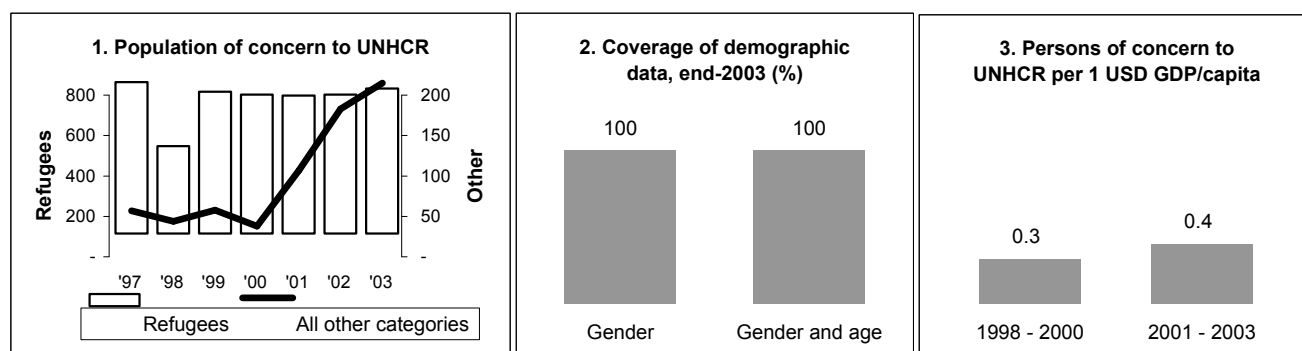 1. Population of concern to UNHCR
800
600
400
200
-
Refugees
200
150
100
50
-
Other
'97 '98 '99 '00 '01 '02 '03
Refugees All other categories
2. Coverage of demographic
data, end-2003 (%)
100 100
Gender Gender and age
3. Persons of concern to
UNHCR per 1 USD GDP/capita
0.3 0.4
1998 - 2000 2001 - 2003